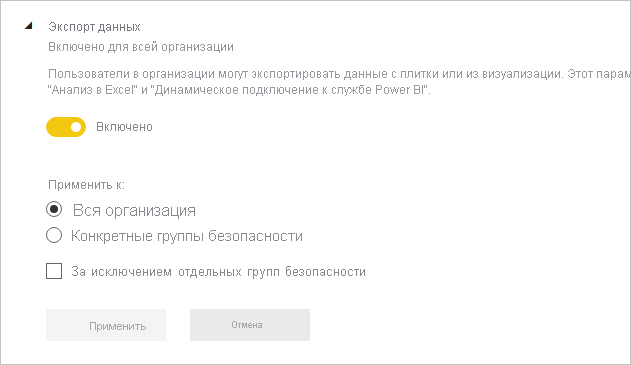 Экспорт данных
Включено для всей организации
Пользователи в организации могут экспортировать данные с плитки или из визуализации. Этот парам
"Анализ в Excel" и "Динамическое подключение к службе Power BI".
Включено
Применить к:
Вся организация
Конкретные группы безопасности
За исключением отдельных групп безопасности
Применить
Отмена